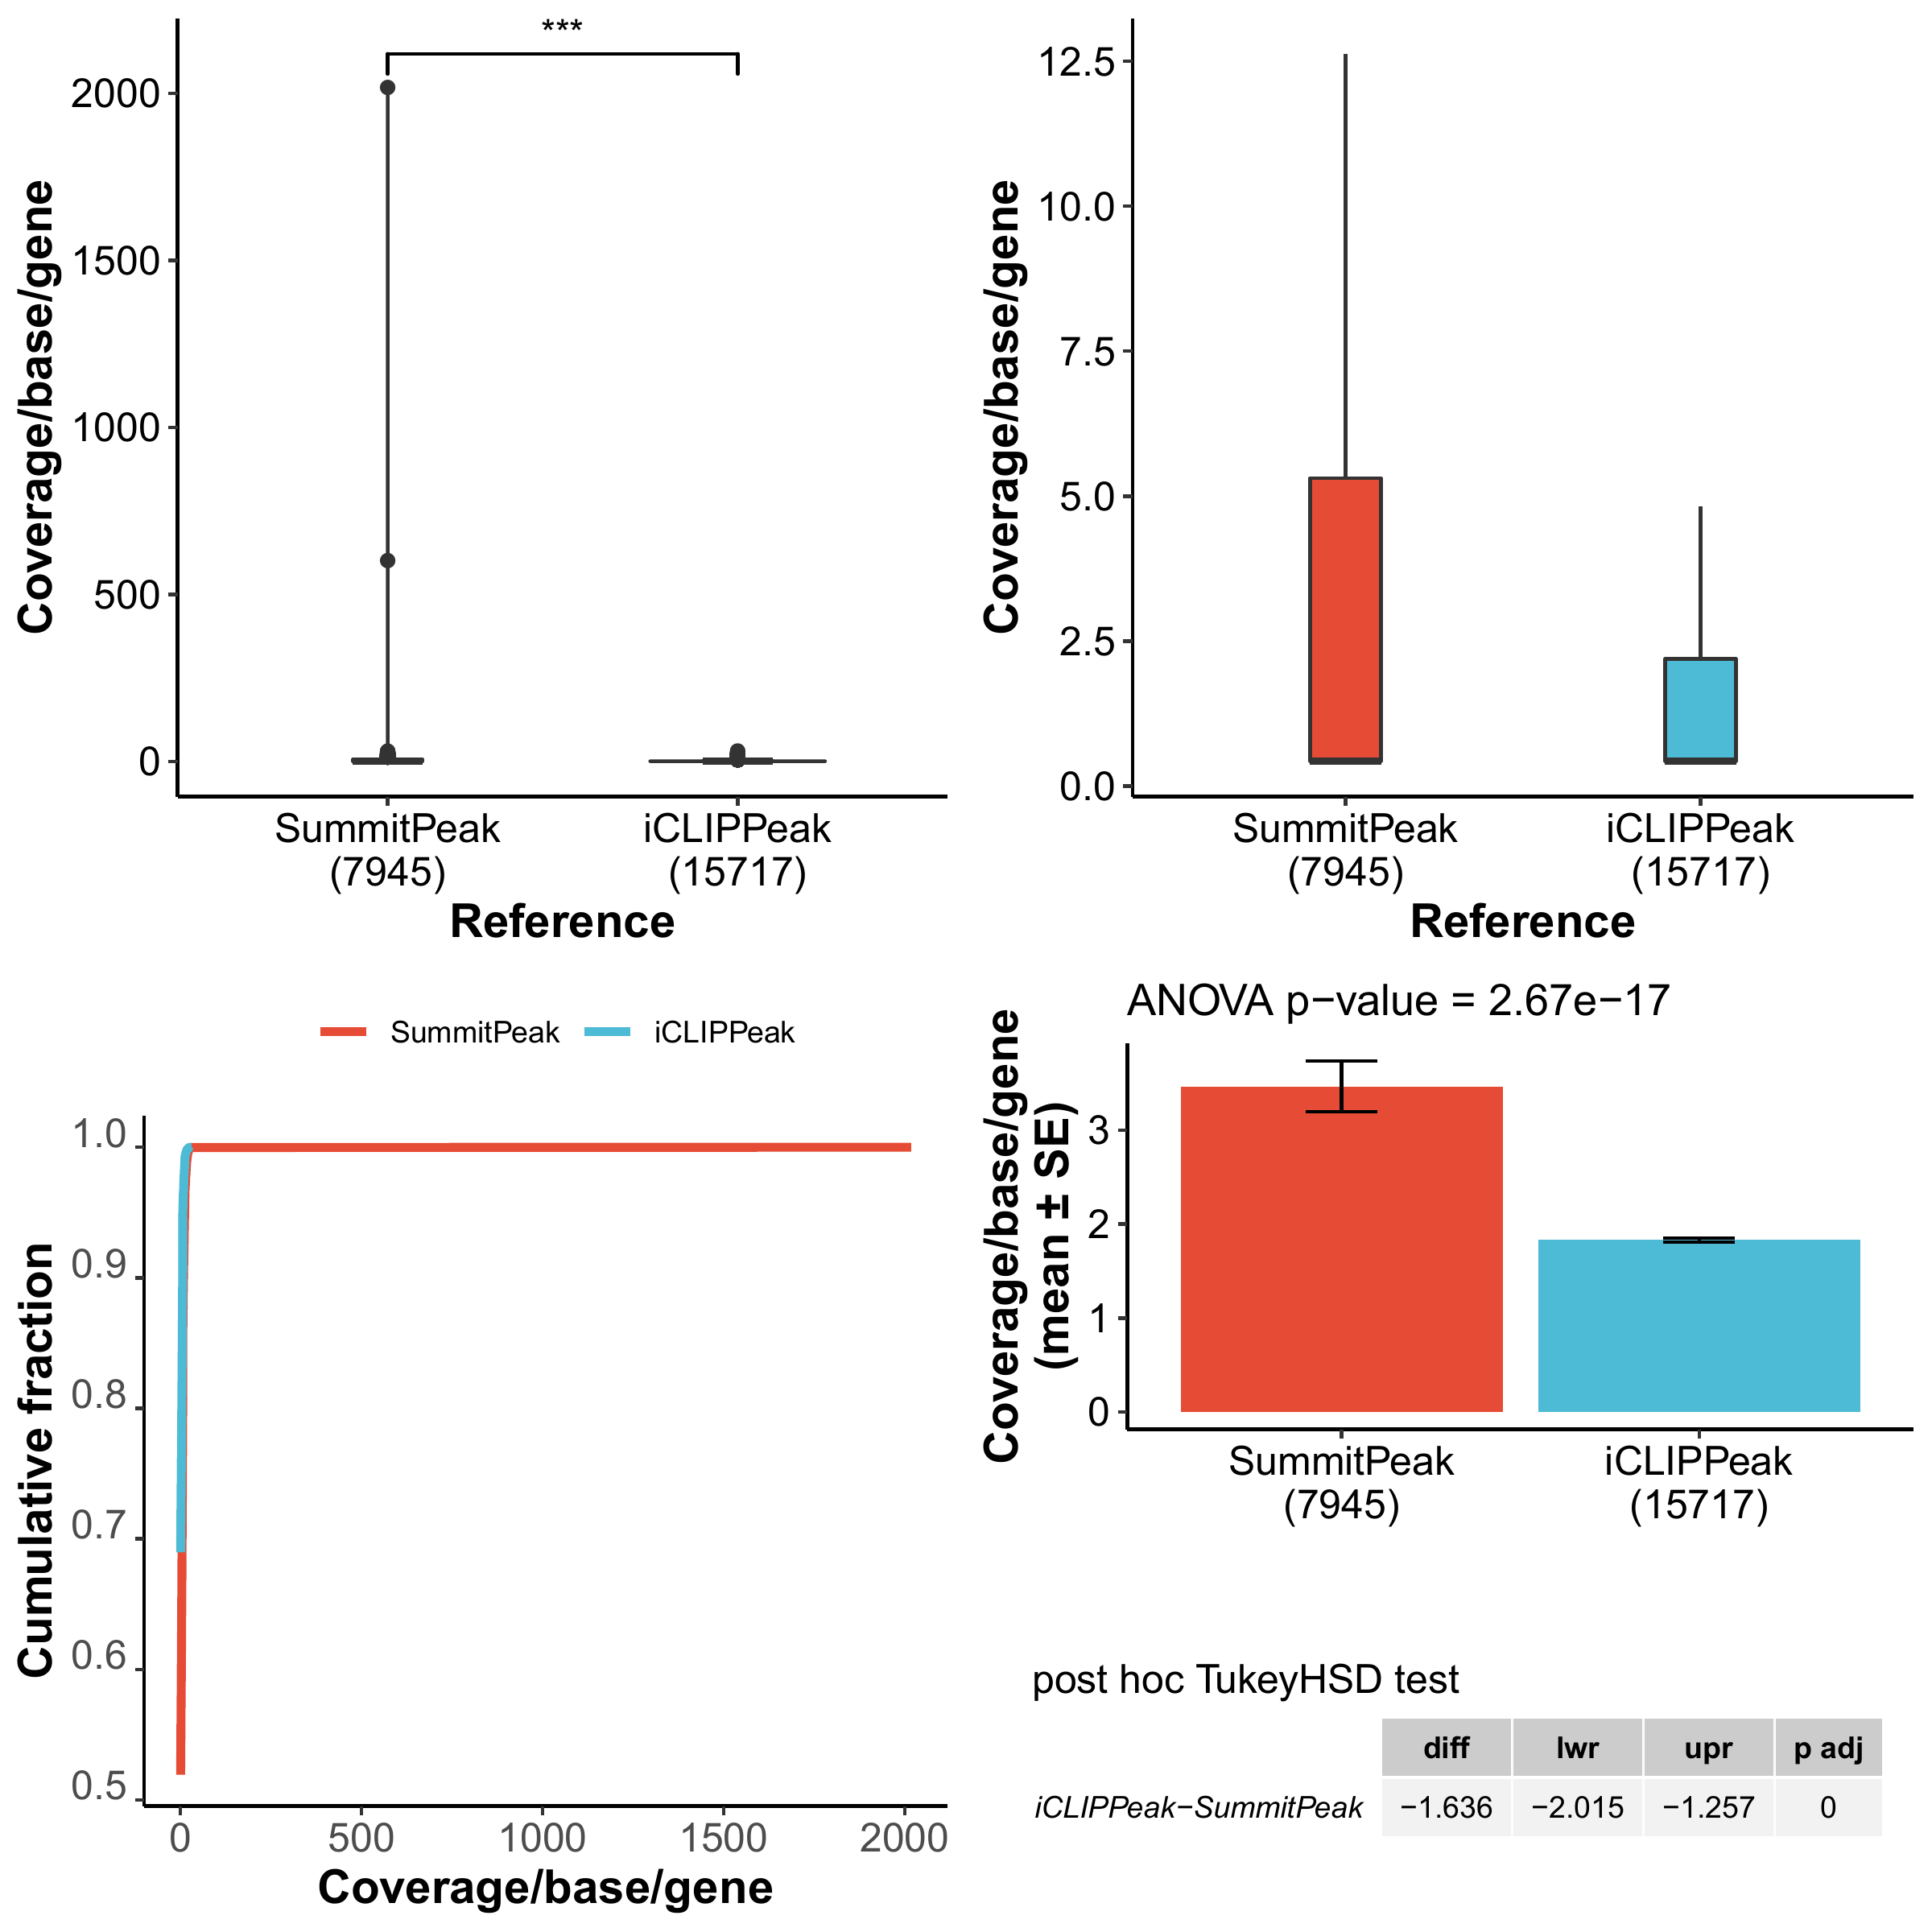 ***
2000
1500
1000
500
0
Coverage/base/gene
SummitPeak
(7945)
iCLIPPeak
(15717)
Reference
12.5
10.0
7.5
5.0
2.5
0.0
Coverage/base/gene
SummitPeak
(7945)
iCLIPPeak
(15717)
Reference
SummitPeak
iCLIPPeak
1.0
0.9
0.8
0.7
0.6
0.5
Cumulative fraction
0
500
1000
1500
2000
Coverage/base/gene
ANOVA p−value = 2.67e−17
Coverage/base/gene
(mean ± SE)
3
2
1
0
SummitPeak
(7945)
iCLIPPeak
(15717)
post hoc TukeyHSD test
diff lwr upr p adj
iCLIPPeak−SummitPeak −1.636 −2.015 −1.257 0